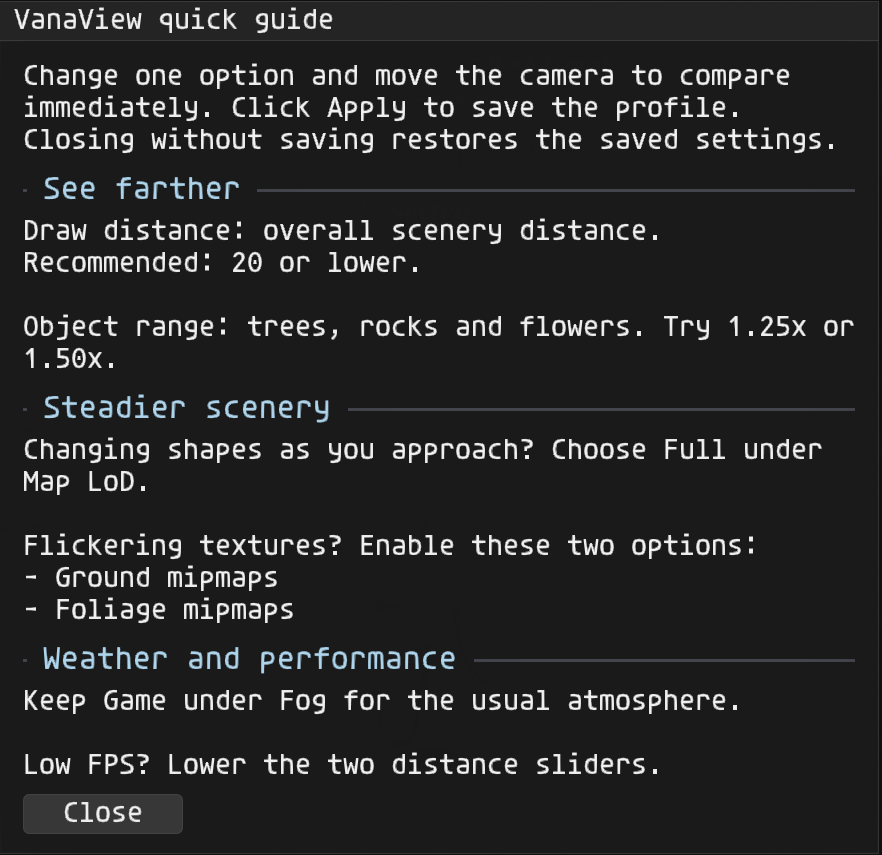 VanaView quick guide
Change one option and move the camera to compare
immediately. Click Apply to save the profile.
Closing without saving restores the saved settings.
See farther
Draw distance: overall scenery distance.
Recommended: 20 or lower.
Object range: trees, rocks and flowers. Try 1.25x or
1.50x.
Steadier scenery
Changing shapes as you approach? Choose Full under
Map LoD.
Flickering textures? Enable these two options:
- Ground mipmaps
- Foliage mipmaps
Weather and performance
Keep Game under Fog for the usual atmosphere.
Low FPS? Lower the two distance sliders.
Close